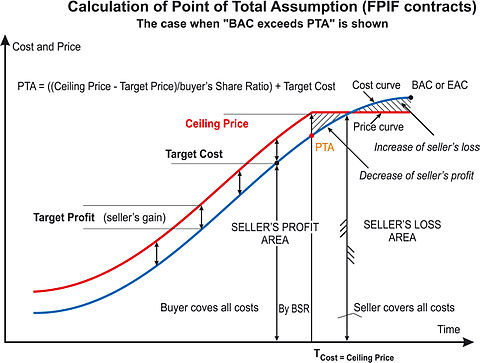 Calculation of Point of Total Assumption (FPIF contracts)
The case when "BAC exceeds PTA" is shown
Cost and Price
PTA = ((Ceiling Price - Target Price)/buyer's Share Ratio) + Target Cost
Cost curve
BAC or EAC
Ceiling Price
Price curve
PTA
Increase of seller's loss
Target Cost
Decrease of seller's profit
Target Profit (seller's gain)
SELLER'S PROFIT
AREA
SELLER'S LOSS
AREA
Buyer coves all costs
By BSR
Seller covers all costs
Time
TCost = Ceiling Price